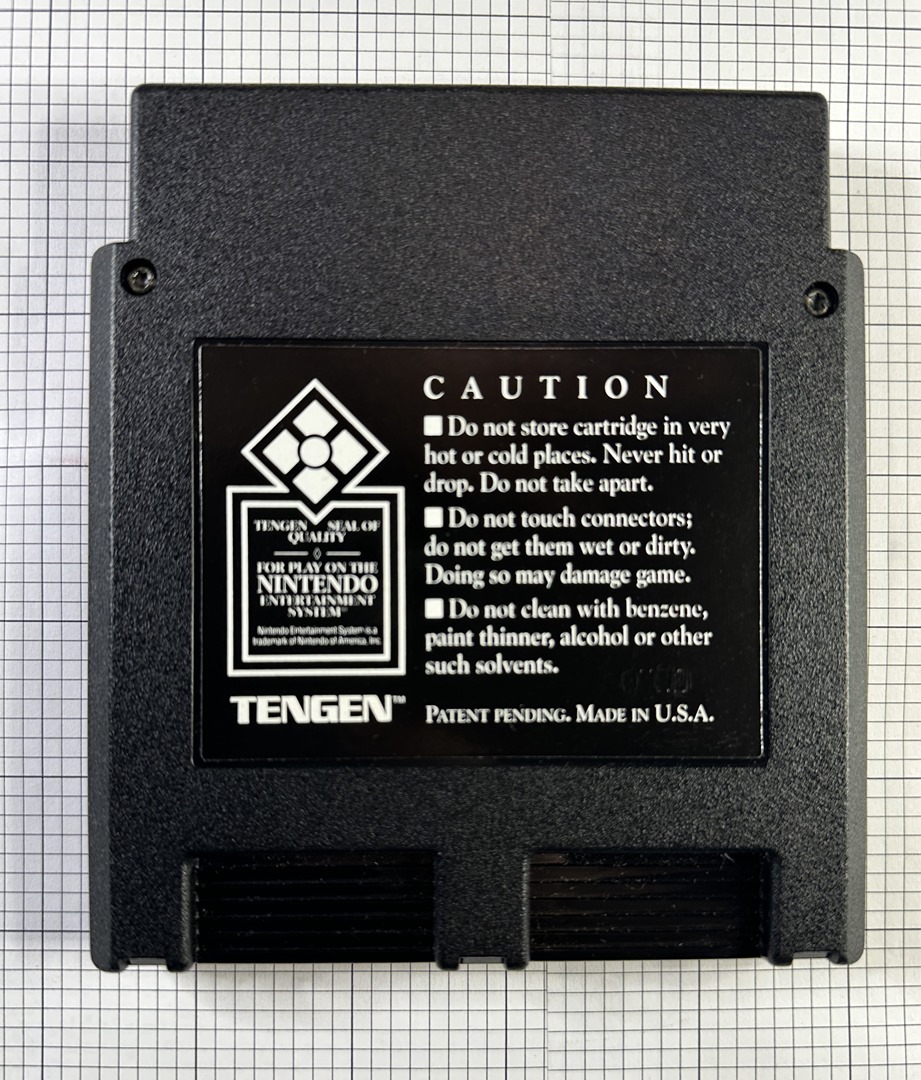 TENGEN SEAL OF
QUALITY
FOR PLAY ON THE
NINTENDO
ENTERTAINMENT
SYSTEM™
Nintendo Entertainment System is a
trademark of Nintendo of America, Inc.
TENGEN™
CAUTION
Do not store cartridge in very
hot or cold places. Never hit or
drop. Do not take apart.
Do not touch connectors;
do not get them wet or dirty.
Doing so may damage game.
Do not clean with benzene,
paint thinner, alcohol or other
such solvents.
PATENT PENDING. MADE IN U.S.A.